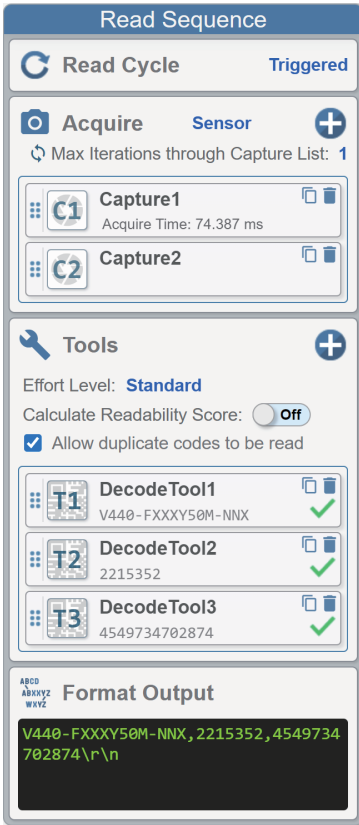 Read Sequence
Read Cycle Triggered
Acquire Sensor
Max Iterations through Capture List: 1
C1 Capture1
Acquire Time: 74.387 ms
C2 Capture2
Tools
Effort Level: Standard
Calculate Readability Score: Off
Allow duplicate codes to be read
T1 DecodeTool1
V440-FXXXY50M-NNX
T2 DecodeTool2
2215352
T3 DecodeTool3
4549734702874
ABCD
ABXXYZ
WXYZ
Format Output
V440-FXXXY50M-NNX,2215352,4549734
702874\r\n